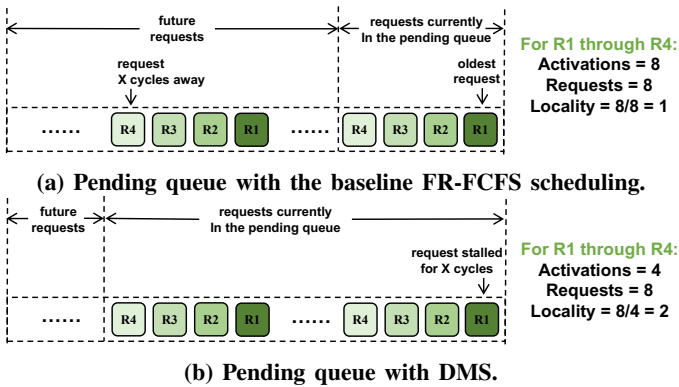 future
requests
requests currently
In the pending queue
request
X cycles away
oldest
request
...... R4 R3 R2 R1 ...... R4 R3 R2 R1
For R1 through R4:
Activations = 8
Requests = 8
Locality = 8/8 = 1
(a) Pending queue with the baseline FR-FCFS scheduling.
future
requests
requests currently
In the pending queue
request stalled
for X cycles
...... R4 R3 R2 R1 ...... R4 R3 R2 R1
For R1 through R4:
Activations = 4
Requests = 8
Locality = 8/4 = 2
(b) Pending queue with DMS.